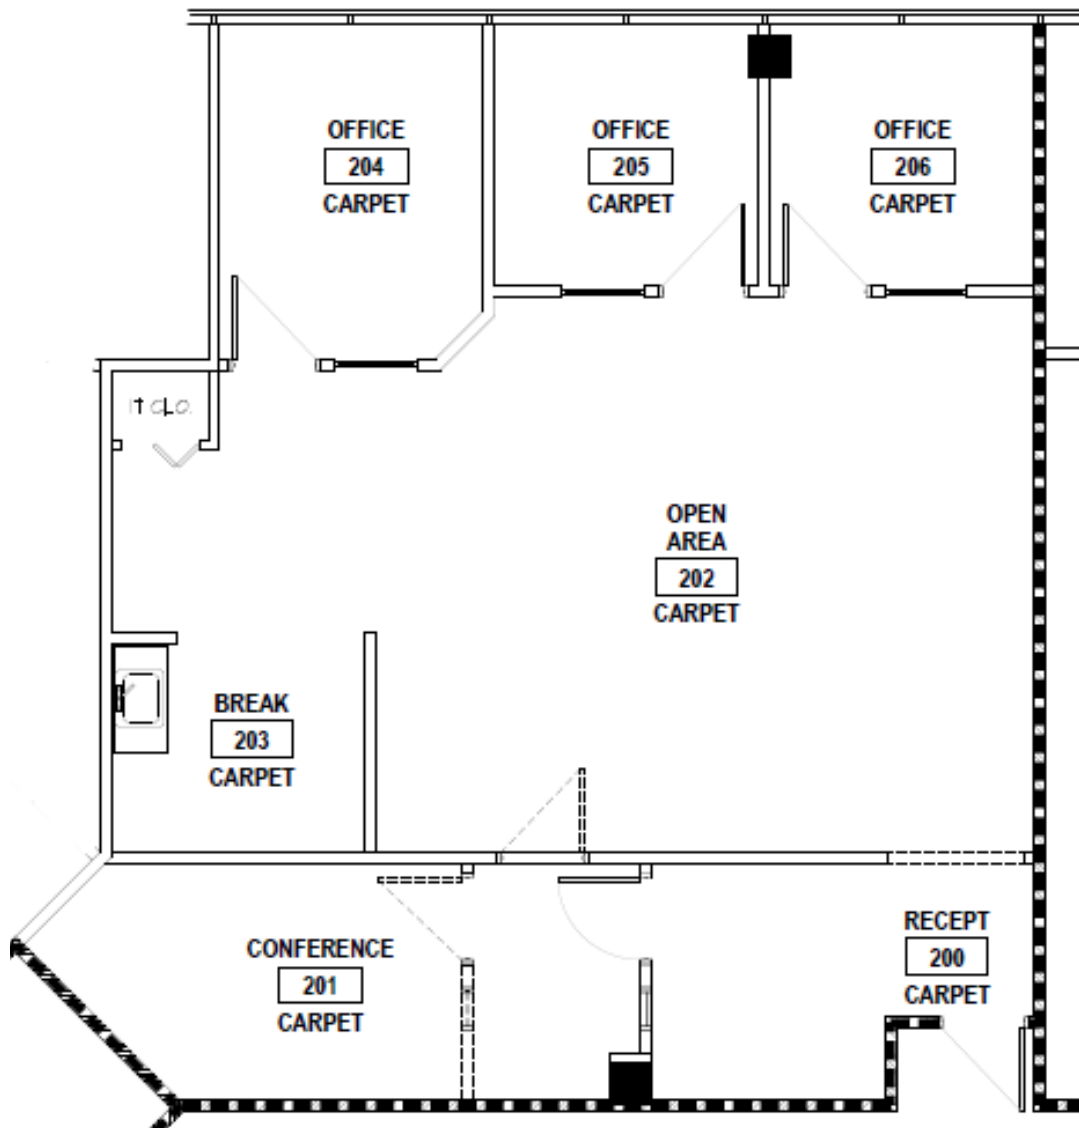 OFFICE
204
CARPET
OFFICE
205
CARPET
OFFICE
206
CARPET
IT CLO.
OPEN
AREA
202
CARPET
BREAK
203
CARPET
CONFERENCE
201
CARPET
RECEPT
200
CARPET